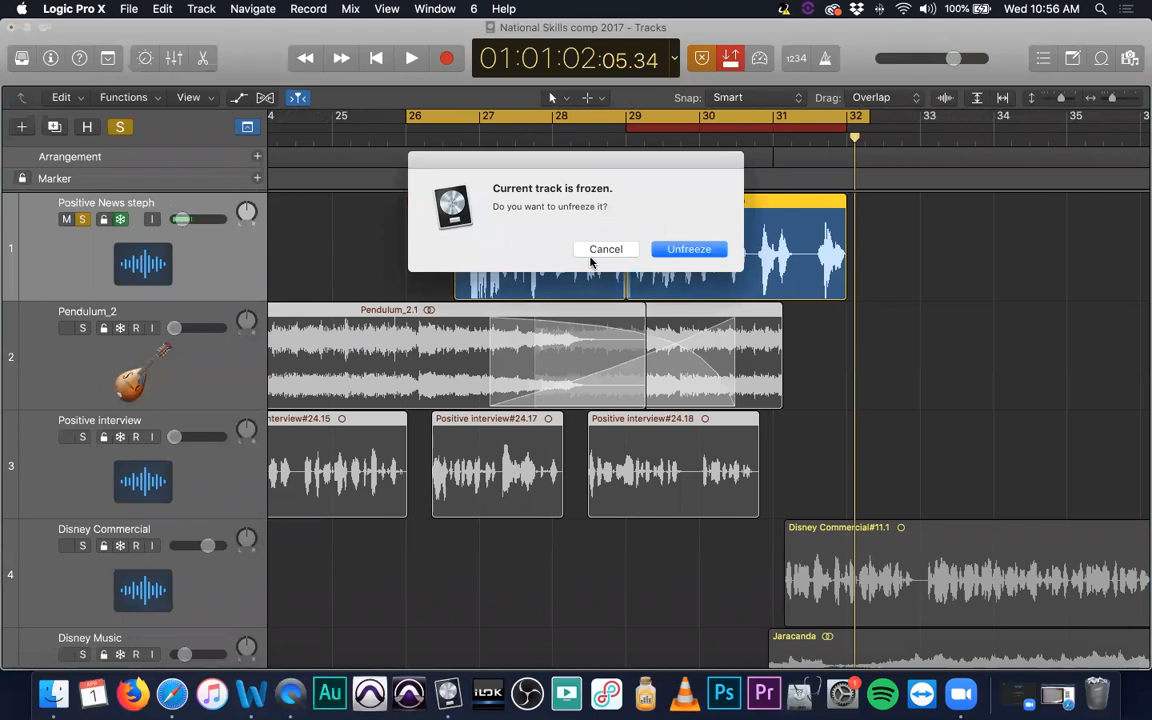 Logic Pro X File Edit Track Navigate Record Mix View Window 6 Help 100% Wed 10:56 AM
National Skills comp 2017 - Tracks
01:01:02:05.34 1234
Edit Functions View Snap: Smart Drag: Overlap
H S 4 25 26 27 28 29 30 31 32 33 34 35 3
Arrangement
Marker
Current track is frozen.
Do you want to unfreeze it?
Cancel Unfreeze
1 Positive News steph
M S I
2 Pendulum_2
S R I
Pendulum_2.1
3 Positive interview
S R I
nterview#24.15 Positive interview#24.17 Positive interview#24.18
4 Disney Commercial
S R I
Disney Commercial#11.1
Disney Music
S R I
Jaracanda
1 W Au iLOK Ps Pr